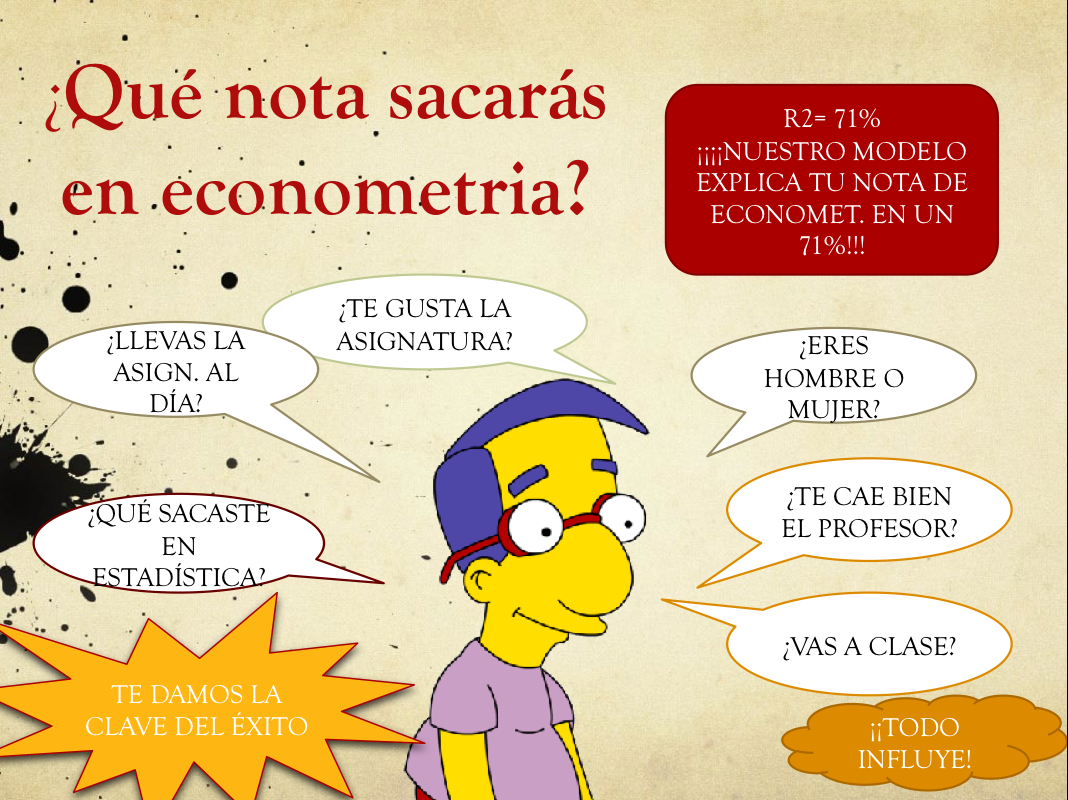 ¿Qué nota sacarás
en econometria?
R2= 71%
¡¡¡¡NUESTRO MODELO
EXPLICA TU NOTA DE
ECONOMET. EN UN
71%!!!
¿TE GUSTA LA
ASIGNATURA?
¿LLEVAS LA
ASIGN. AL
DÍA?
¿ERES
HOMBRE O
MUJER?
¿QUÉ SACASTE
EN
ESTADÍSTICA?
¿TE CAE BIEN
EL PROFESOR?
¿VAS A CLASE?
TE DAMOS LA
CLAVE DEL ÉXITO
¡¡TODO
INFLUYE!